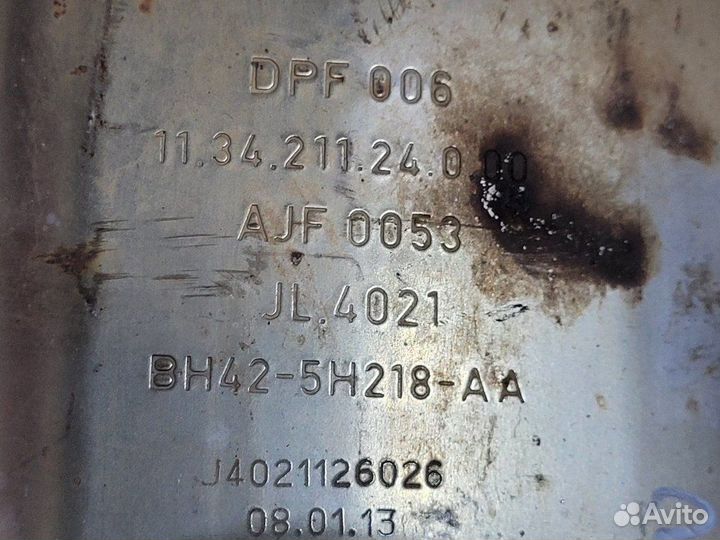 DPF 006
11.34.211.24.0 00
AJF 0053
JL.4021
BH42-5H218-AA
J4021126026
08.01.13
Avito